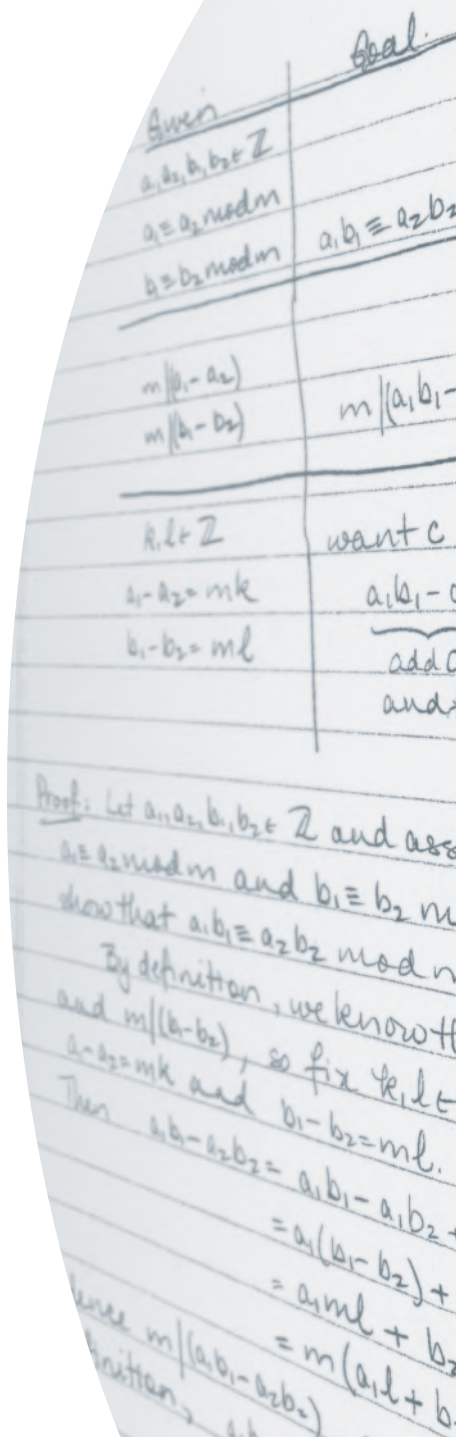 Goal.
Given
a₁,a₂,b₁,b₂∈ℤ
a₁≡a₂ mod m
b₁≡b₂ mod m
a₁b₁≡a₂b₂
m|(a₁-a₂)
m|(b₁-b₂)
m|(a₁b₁-
k,l∈ℤ
want c
a₁-a₂=mk
a₁b₁-
b₁-b₂=ml
add
and
Proof: Let a₁,a₂,b₁,b₂∈ℤ and ass
a₁≡a₂ mod m and b₁≡b₂ m
show that a₁b₁≡a₂b₂ mod
By definition, we know th
and m|(b₁-b₂), so fix k,l∈
a₁-a₂=mk and b₁-b₂=ml.
Then a₁b₁-a₂b₂= a₁b₁-a₁b₂+
=a₁(b₁-b₂)+
=a₁ml+b₂
=m(a₁l+b
m|(a₁b₁-a₂b₂)